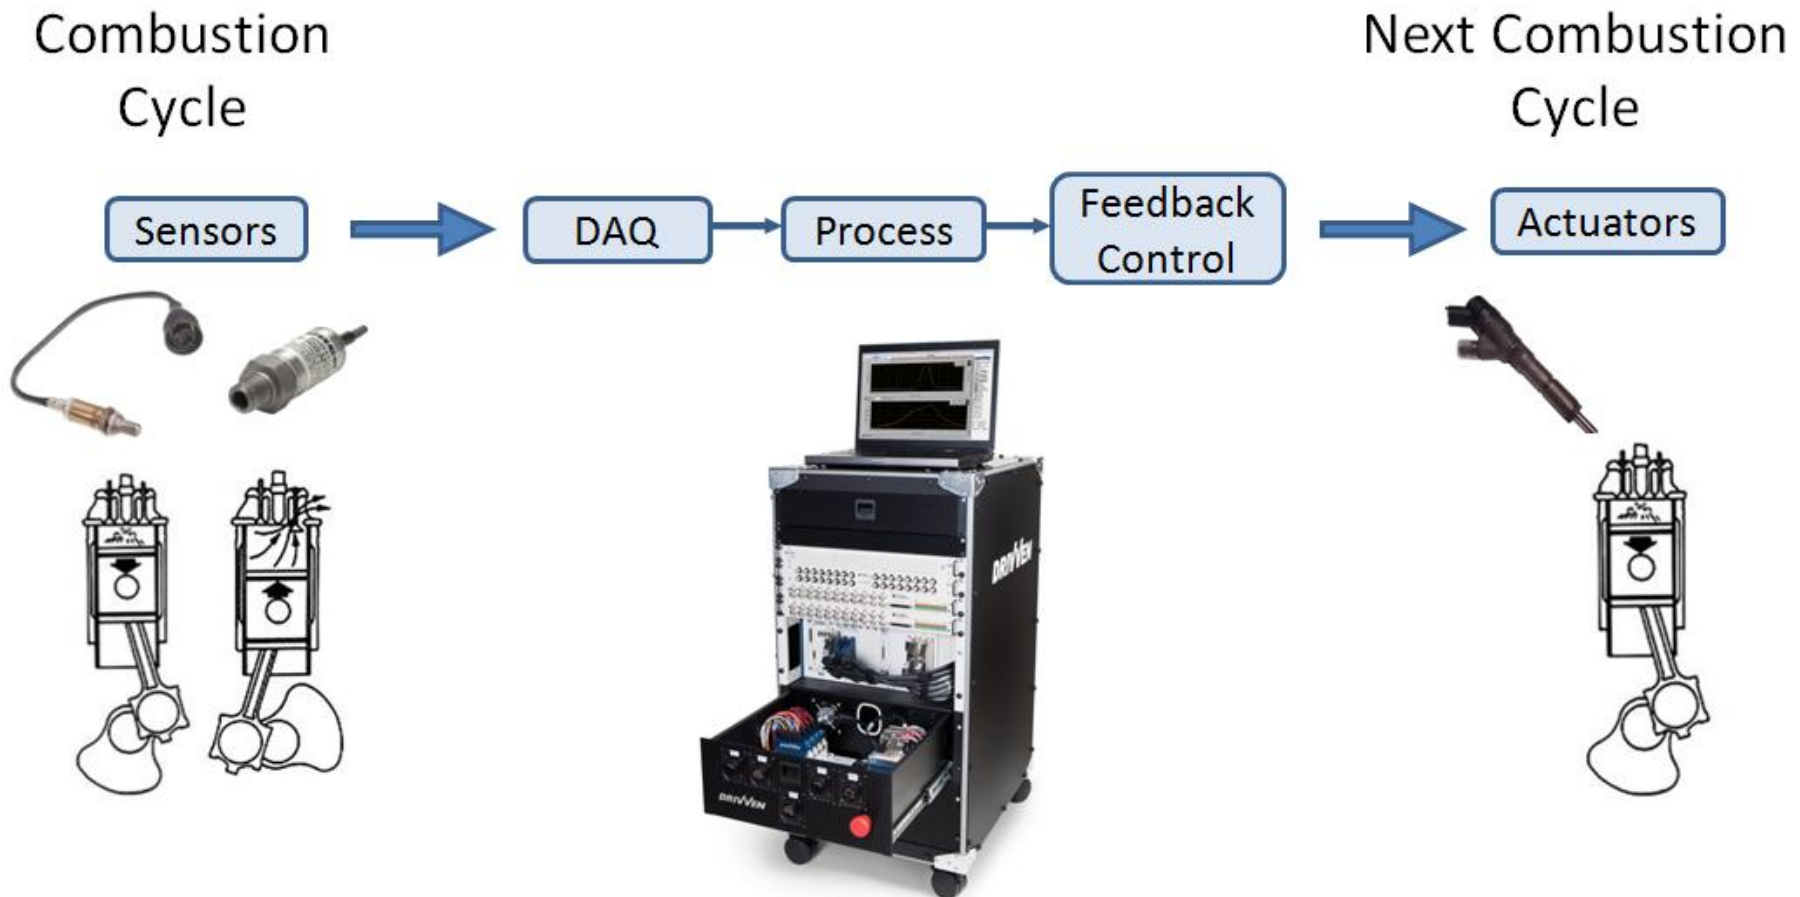 Combustion
Cycle
Next Combustion
Cycle
Sensors
DAQ
Process
Feedback
Control
Actuators
DRIVVEN
DRIVVEN